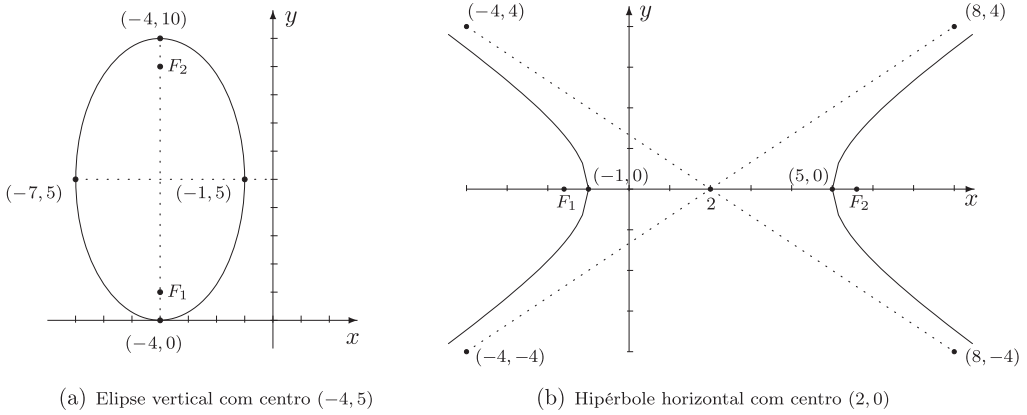 (−4, 10)
y
F₂
(−7, 5)
(−1, 5)
F₁
x
(−4, 0)
(a) Elipse vertical com centro (−4, 5)
(−4, 4)
y
(8, 4)
(−1, 0)
(5, 0)
F₁
2
F₂
x
(−4, −4)
(8, −4)
(b) Hipérbole horizontal com centro (2, 0)